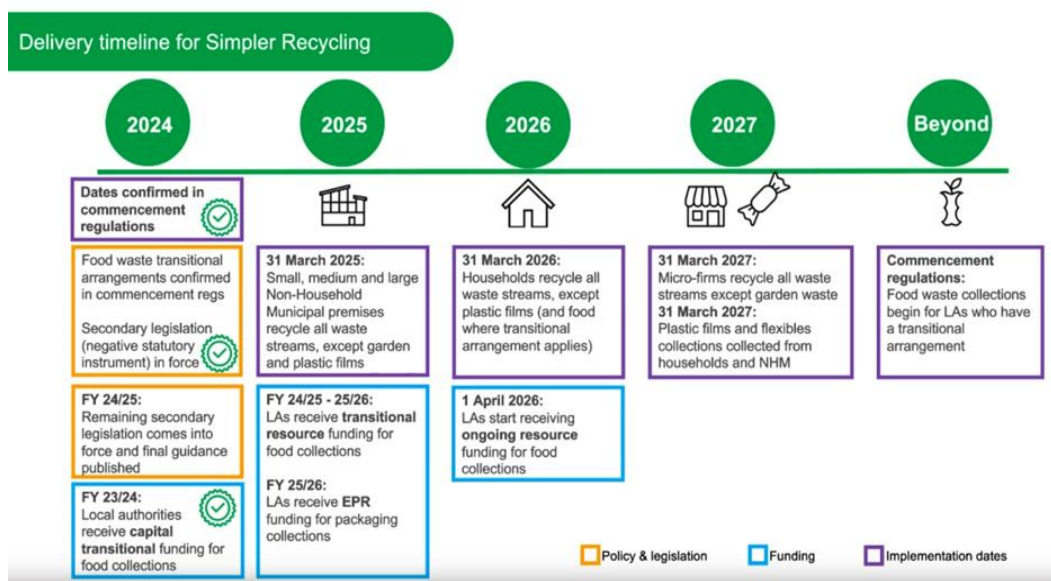 Delivery timeline for Simpler Recycling
2024
2025
2026
2027
Beyond
Dates confirmed in
commencement
regulations
Food waste transitional
arrangements confirmed
in commencement regs
Secondary legislation
(negative statutory
instrument) in force
FY 24/25:
Remaining secondary
legislation comes into
force and final guidance
published
FY 23/24:
Local authorities
receive capital
transitional funding for
food collections
31 March 2025:
Small, medium and large
Non-Household
Municipal premises
recycle all waste
streams, except garden
and plastic films
FY 24/25 - 25/26:
LAs receive transitional
resource funding for
food collections
FY 25/26:
LAs receive EPR
funding for packaging
collections
31 March 2026:
Households recycle all
waste streams, except
plastic films (and food
where transitional
arrangement applies)
1 April 2026:
LAs start receiving
ongoing resource
funding for food
collections
31 March 2027:
Micro-firms recycle all waste
streams except garden waste
31 March 2027:
Plastic films and flexibles
collections collected from
households and NHM
Commencement
regulations:
Food waste collections
begin for LAs who have
a transitional
arrangement
Policy & legislation
Funding
Implementation dates